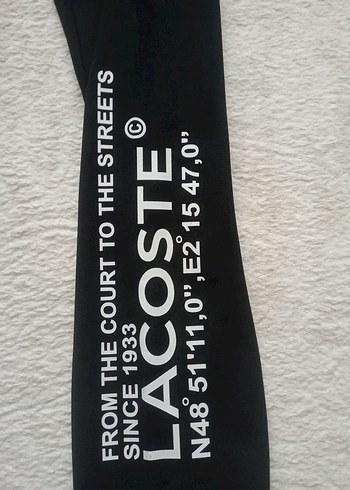 FROM THE COURT TO THE STREETS
SINCE 1933
LACOSTE©
N48° 51'11,0",E2° 15 47,0"